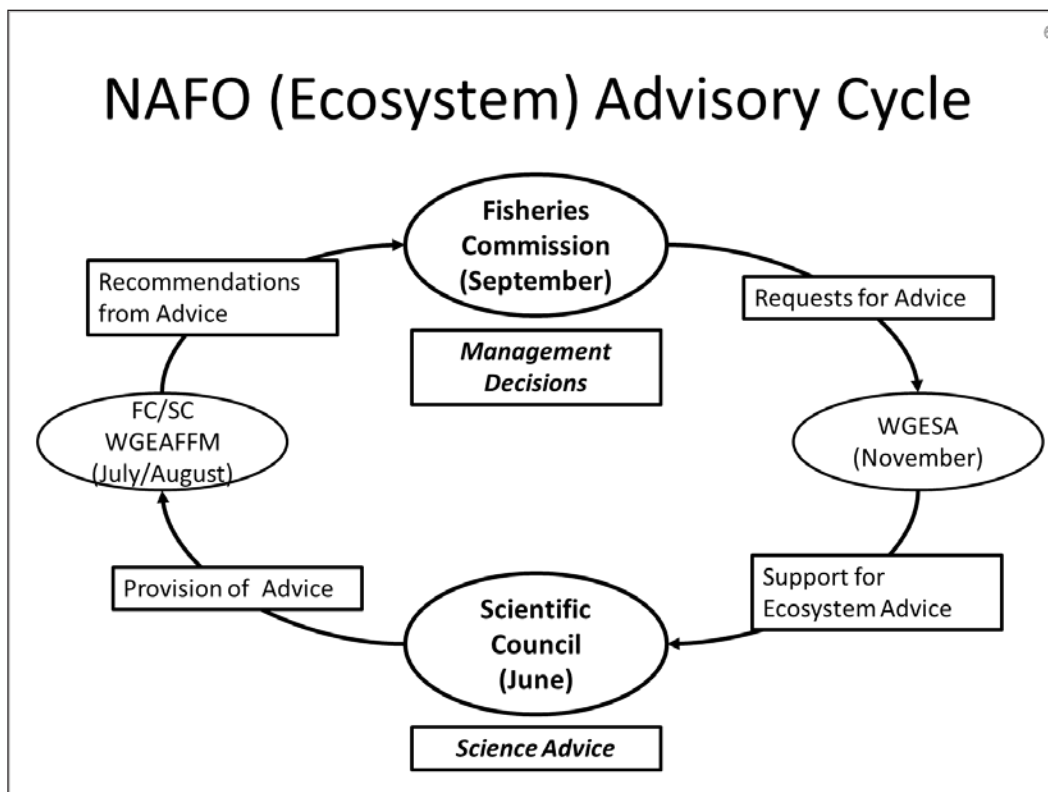 6
NAFO (Ecosystem) Advisory Cycle
Fisheries
Commission
(September)
Recommendations
from Advice
Requests for Advice
Management
Decisions
FC/SC
WGEAFFM
(July/August)
WGESA
(November)
Provision of Advice
Support for
Ecosystem Advice
Scientific
Council
(June)
Science Advice